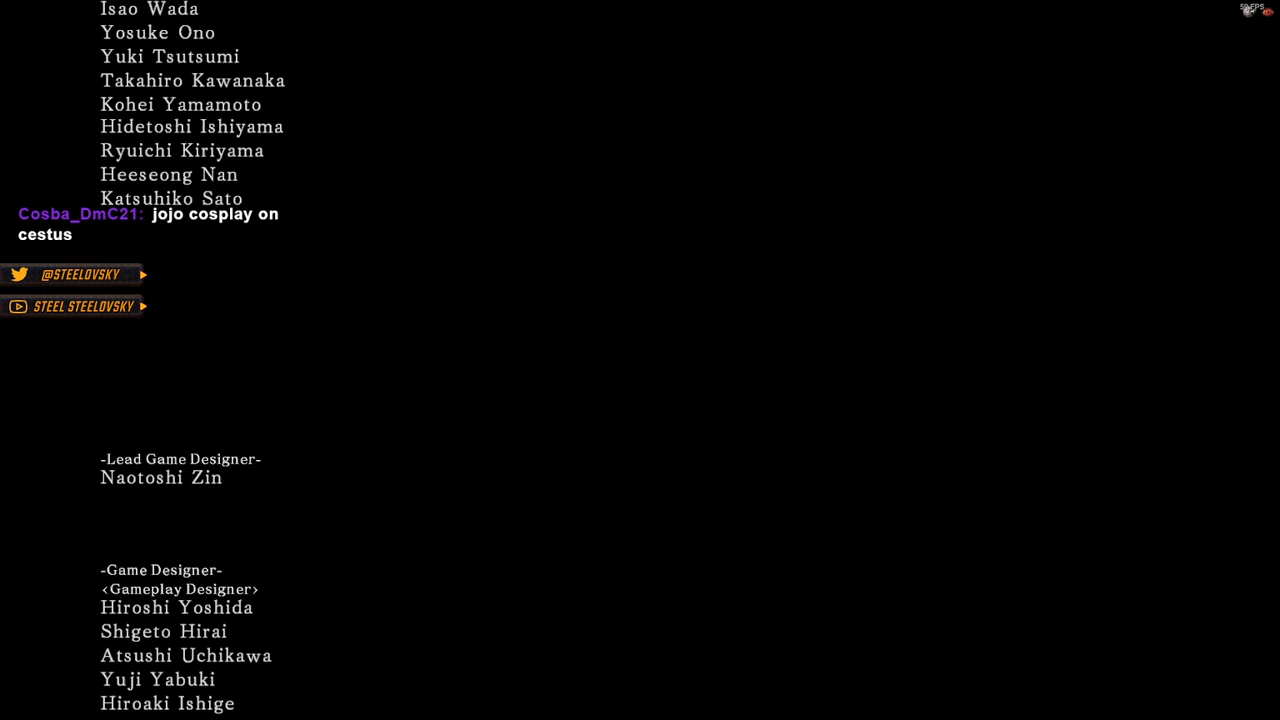 Isao Wada
59 FPS
Yosuke Ono
Yuki Tsutsumi
Takahiro Kawanaka
Kohei Yamamoto
Hidetoshi Ishiyama
Ryuichi Kiriyama
Heeseong Nan
Katsuhiko Sato
Cosba_DmC21: jojo cosplay on
cestus
@STEELOVSKY
STEEL STEELOVSKY
-Lead Game Designer-
Naotoshi Zin
-Game Designer-
<Gameplay Designer>
Hiroshi Yoshida
Shigeto Hirai
Atsushi Uchikawa
Yuji Yabuki
Hiroaki Ishige